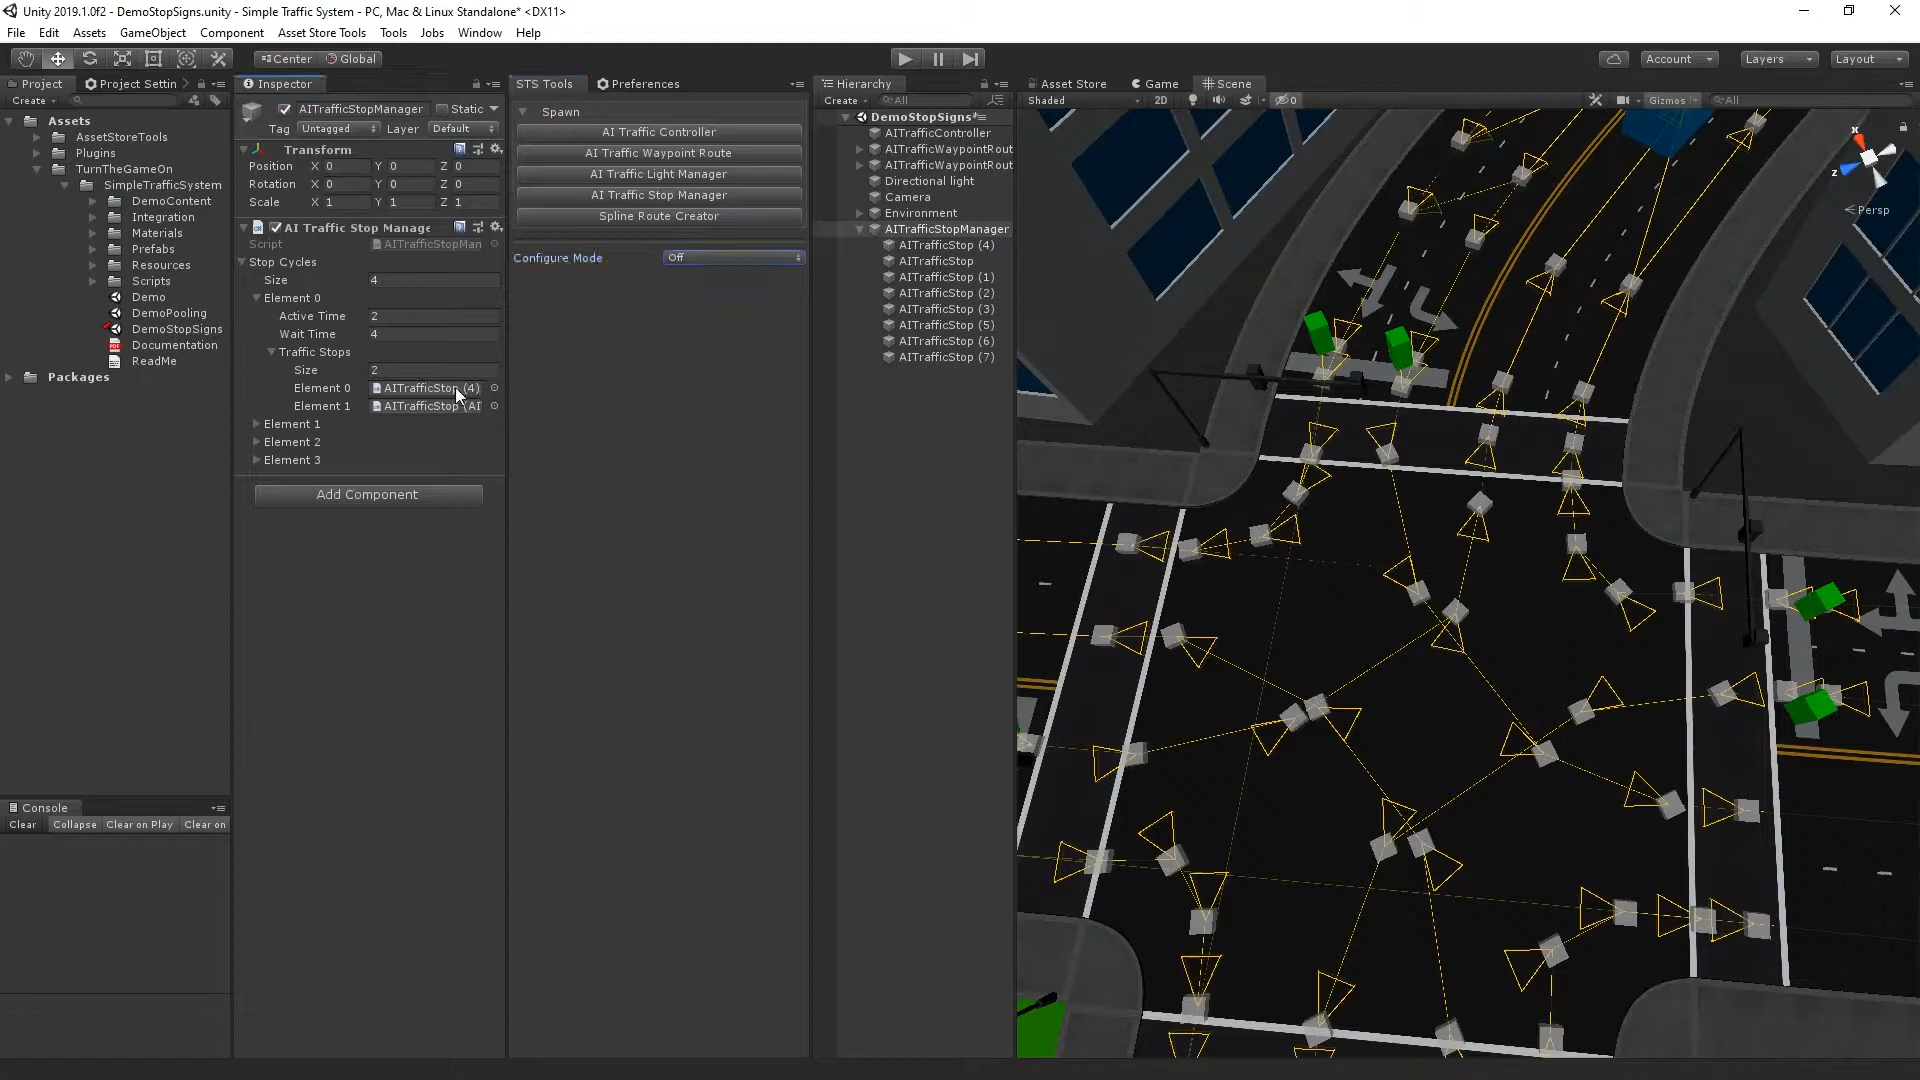 Unity 2019.1.0f2 - DemoStopSigns.unity - Simple Traffic System - PC, Mac & Linux Standalone* <DX11>
File Edit Assets GameObject Component Asset Store Tools Tools Jobs Window Help
Center Global Account Layers Layout
Project Project Settin
Create
Assets
AssetStoreTools
Plugins
TurnTheGameOn
SimpleTrafficSystem
DemoContent
Integration
Materials
Prefabs
Resources
Scripts
Demo
DemoPooling
DemoStopSigns
Documentation
ReadMe
Packages
Console
Clear Collapse Clear on Play Clear on
Inspector
AITrafficStopManager Static
Tag Untagged Layer Default
Transform
Position X 0 Y 0 Z 0
Rotation X 0 Y 0 Z 0
Scale X 1 Y 1 Z 1
AI Traffic Stop Manage
Script AITrafficStopMan
Stop Cycles
Size 4
Element 0
Active Time 2
Wait Time 4
Traffic Stops
Size 2
Element 0 AITrafficStop (4)
Element 1 AITrafficStop (AI
Element 1
Element 2
Element 3
Add Component
STS Tools Preferences
Spawn
AI Traffic Controller
AI Traffic Waypoint Route
AI Traffic Light Manager
AI Traffic Stop Manager
Spline Route Creator
Configure Mode Off
Hierarchy
Create All
DemoStopSigns*
AITrafficController
AITrafficWaypointRout
AITrafficWaypointRout
Directional light
Camera
Environment
AITrafficStopManager
AITrafficStop (4)
AITrafficStop
AITrafficStop (1)
AITrafficStop (2)
AITrafficStop (3)
AITrafficStop (5)
AITrafficStop (6)
AITrafficStop (7)
Asset Store Game Scene
Shaded 2D 0 Gizmos All
x
z
Persp